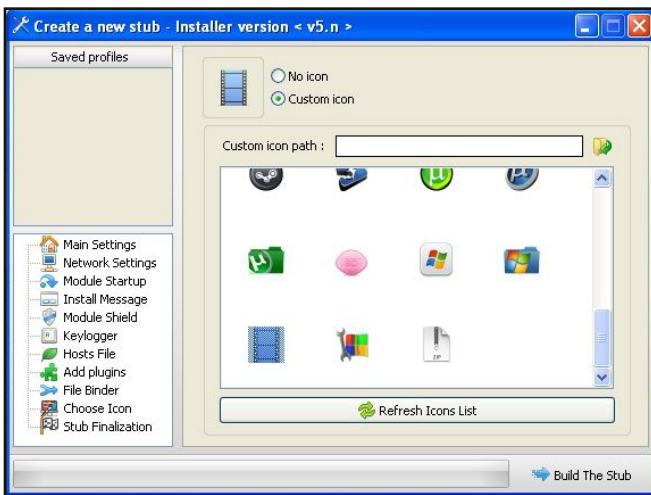 Create a new stub - Installer version < v5.n >
Saved profiles
No icon
Custom icon
Custom icon path :
Main Settings
Network Settings
Module Startup
Install Message
Module Shield
Keylogger
Hosts File
Add plugins
File Binder
Choose Icon
Stub Finalization
ZIP
Refresh Icons List
Build The Stub